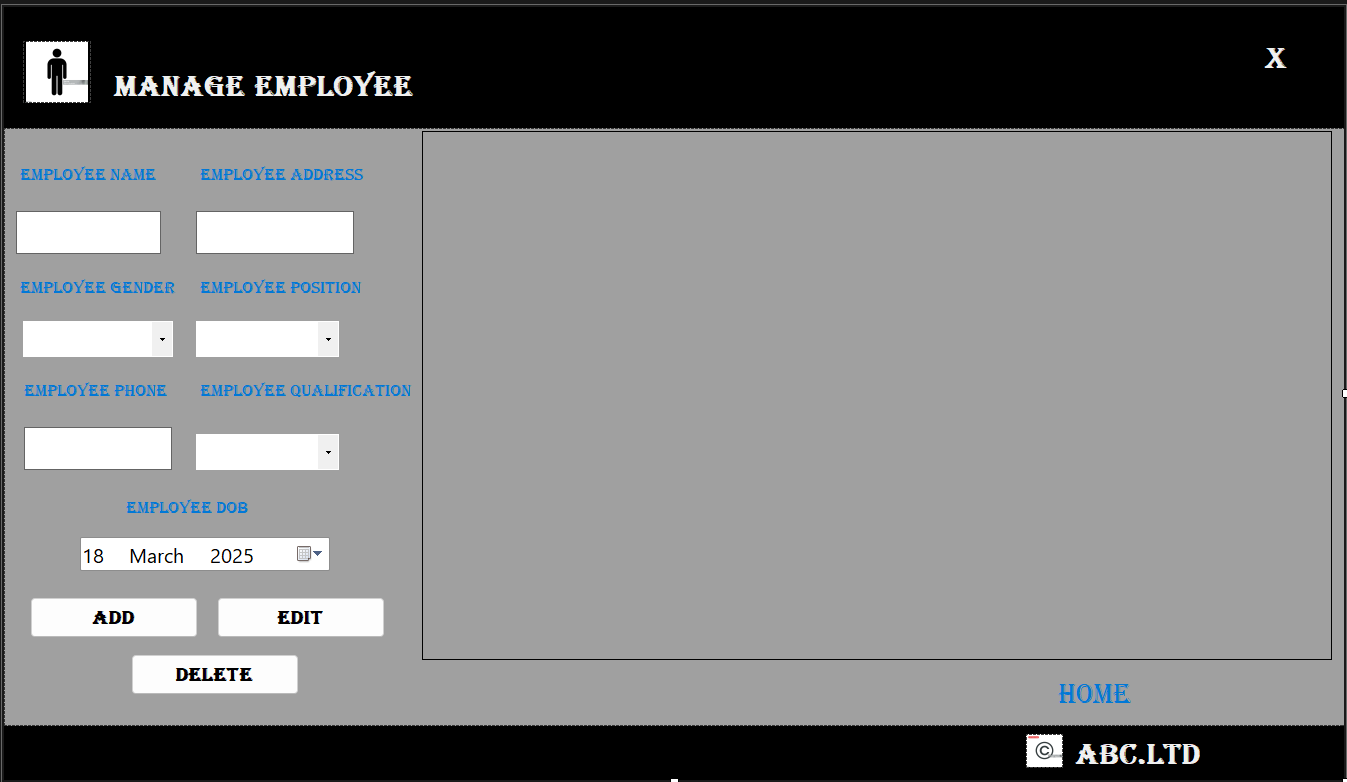 X
MANAGE EMPLOYEE
EMPLOYEE NAME EMPLOYEE ADDRESS
EMPLOYEE GENDER EMPLOYEE POSITION
EMPLOYEE PHONE EMPLOYEE QUALIFICATION
EMPLOYEE DOB
18 March 2025
ADD EDIT
DELETE
HOME
© ABC.LTD